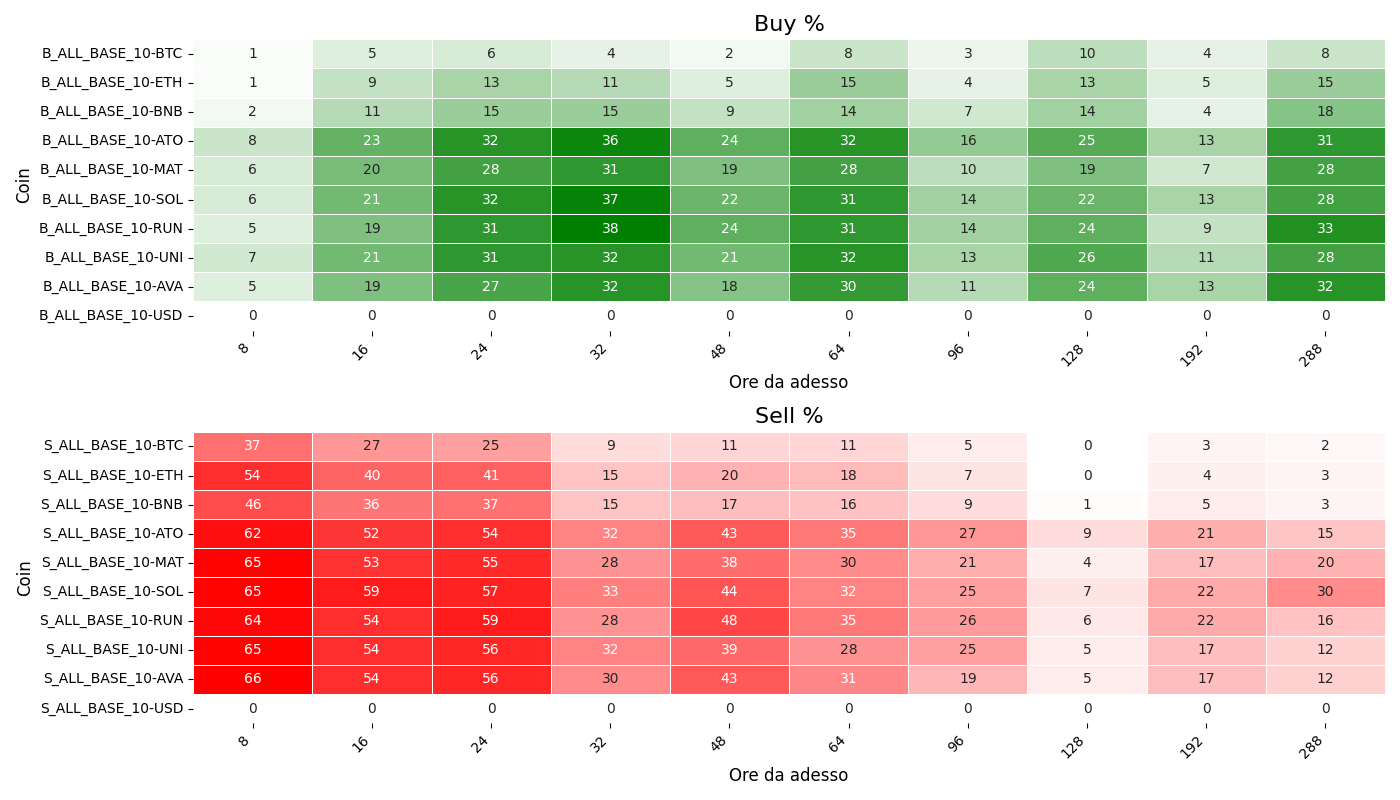 Buy %
Coin
B_ALL_BASE_10-BTC 1 5 6 4 2 8 3 10 4 8
B_ALL_BASE_10-ETH 1 9 13 11 5 15 4 13 5 15
B_ALL_BASE_10-BNB 2 11 15 15 9 14 7 14 4 18
B_ALL_BASE_10-ATO 8 23 32 36 24 32 16 25 13 31
B_ALL_BASE_10-MAT 6 20 28 31 19 28 10 19 7 28
B_ALL_BASE_10-SOL 6 21 32 37 22 31 14 22 13 28
B_ALL_BASE_10-RUN 5 19 31 38 24 31 14 24 9 33
B_ALL_BASE_10-UNI 7 21 31 32 21 32 13 26 11 28
B_ALL_BASE_10-AVA 5 19 27 32 18 30 11 24 13 32
B_ALL_BASE_10-USD 0 0 0 0 0 0 0 0 0 0
8 16 24 32 48 64 96 128 192 288
Ore da adesso
Sell %
Coin
S_ALL_BASE_10-BTC 37 27 25 9 11 11 5 0 3 2
S_ALL_BASE_10-ETH 54 40 41 15 20 18 7 0 4 3
S_ALL_BASE_10-BNB 46 36 37 15 17 16 9 1 5 3
S_ALL_BASE_10-ATO 62 52 54 32 43 35 27 9 21 15
S_ALL_BASE_10-MAT 65 53 55 28 38 30 21 4 17 20
S_ALL_BASE_10-SOL 65 59 57 33 44 32 25 7 22 30
S_ALL_BASE_10-RUN 64 54 59 28 48 35 26 6 22 16
S_ALL_BASE_10-UNI 65 54 56 32 39 28 25 5 17 12
S_ALL_BASE_10-AVA 66 54 56 30 43 31 19 5 17 12
S_ALL_BASE_10-USD 0 0 0 0 0 0 0 0 0 0
8 16 24 32 48 64 96 128 192 288
Ore da adesso